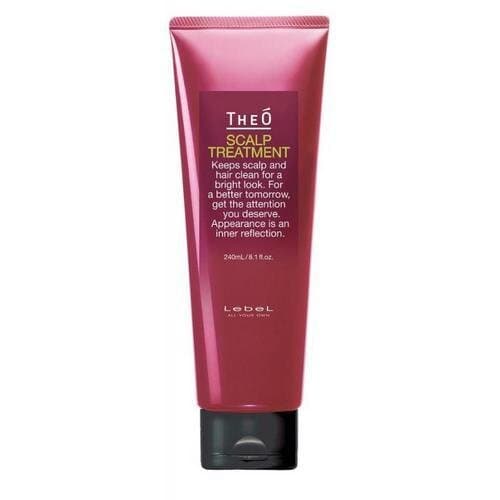 THEÓ
SCALP
TREATMENT
Keeps scalp and
hair clean for a
bright look. For
a better tomorrow,
get the attention
you deserve.
Appearance is an
inner reflection.
240mL/8.1 fl.oz.
LebeL
ALL YOUR OWN